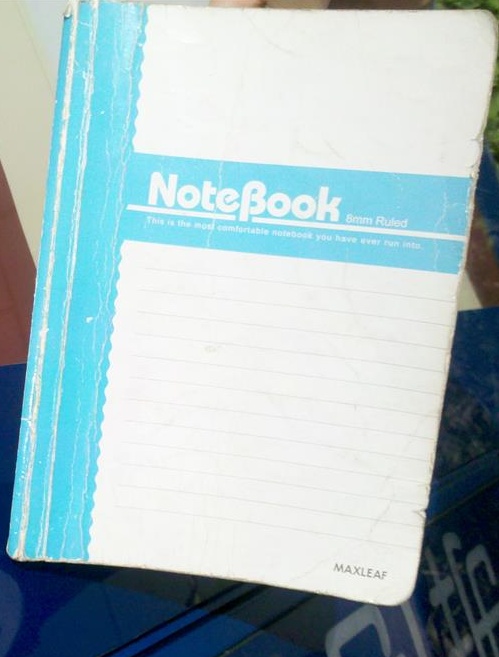 NoteBook 8mm Ruled
This is the most comfortable notebook you have ever run into.
MAXLEAF